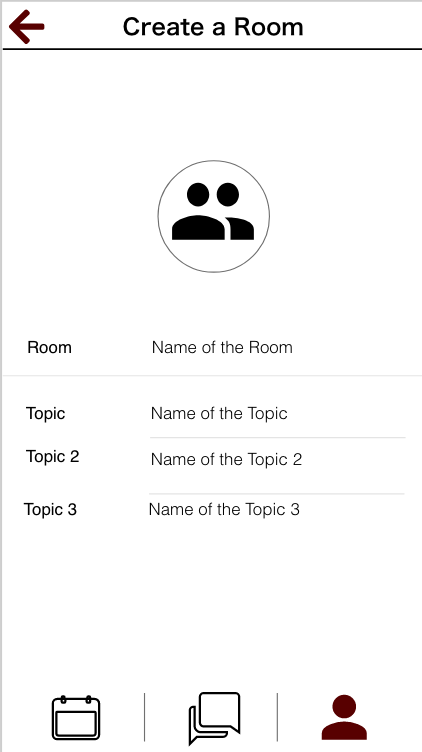 Create a Room
Room Name of the Room
Topic Name of the Topic
Topic 2 Name of the Topic 2
Topic 3 Name of the Topic 3